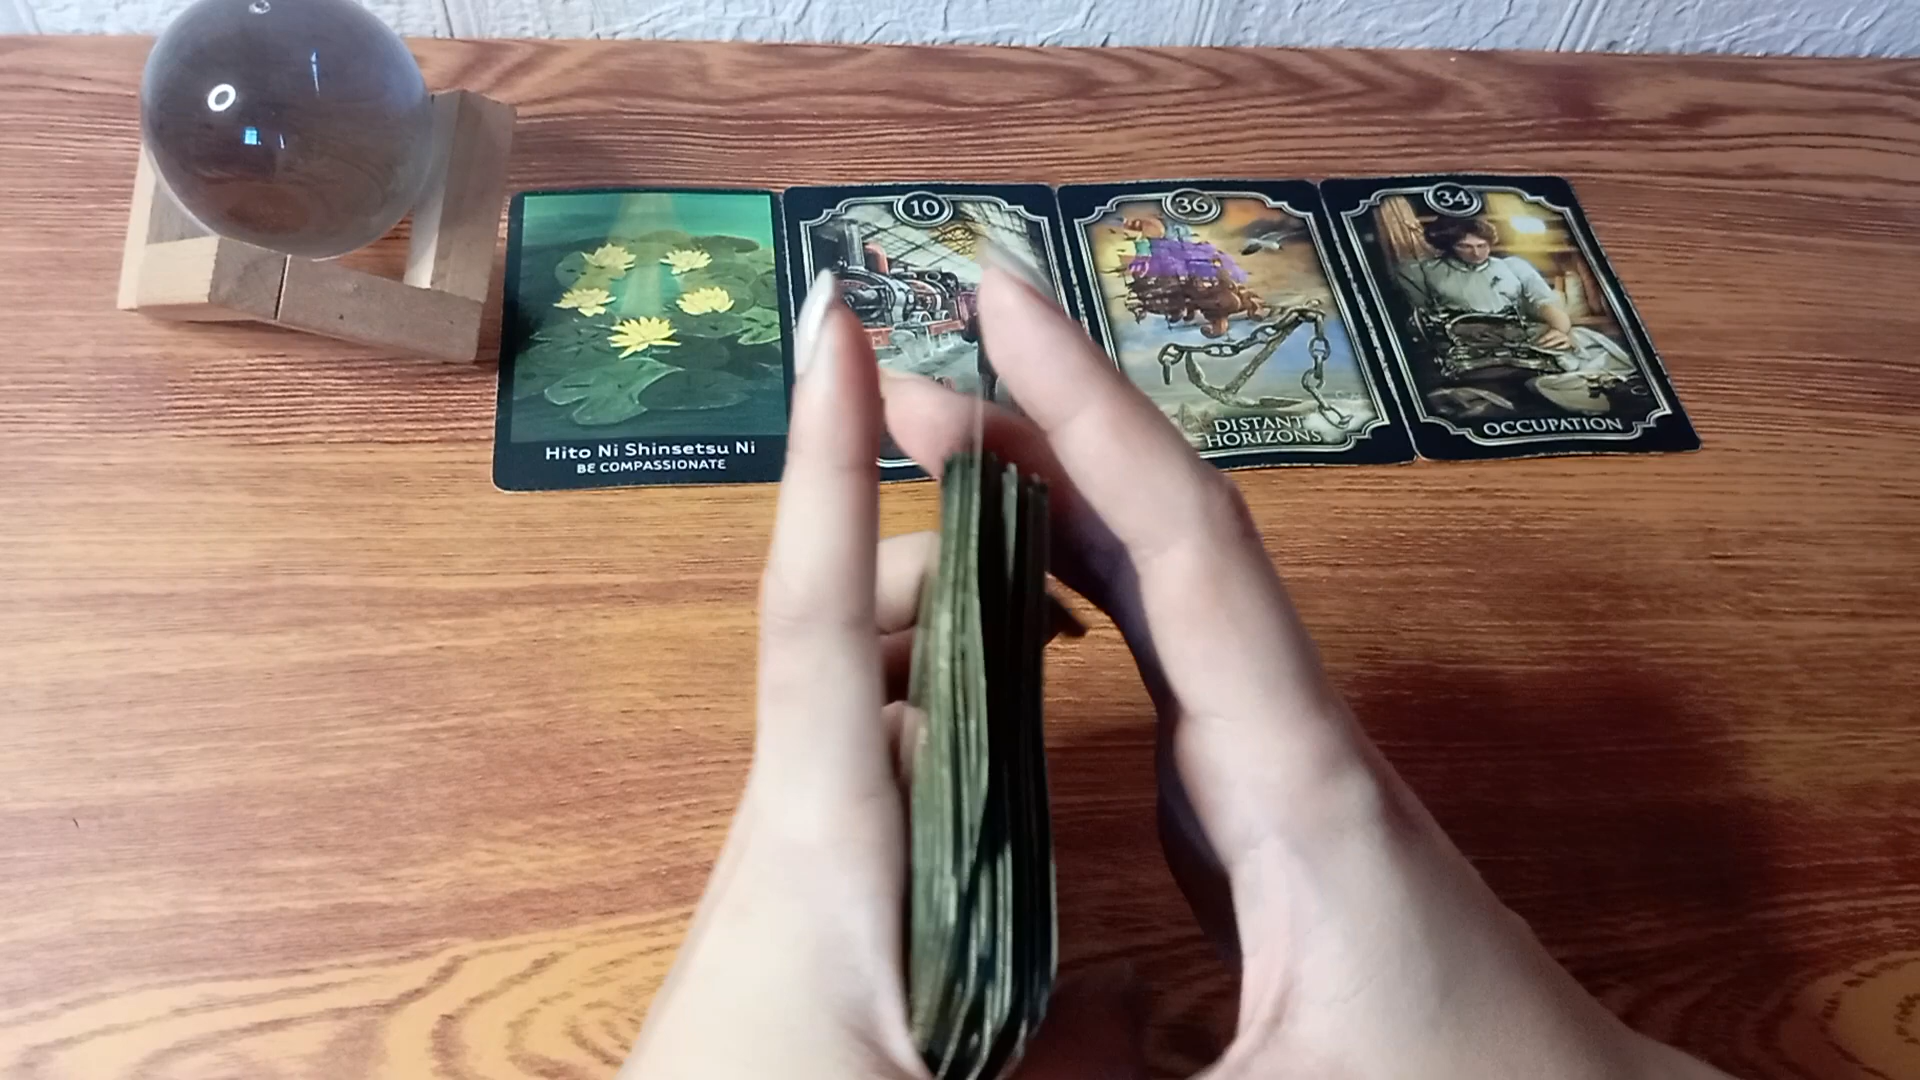 Hito Ni Shinsetsu Ni
BE COMPASSIONATE
10
36
DISTANT
HORIZONS
34
OCCUPATION